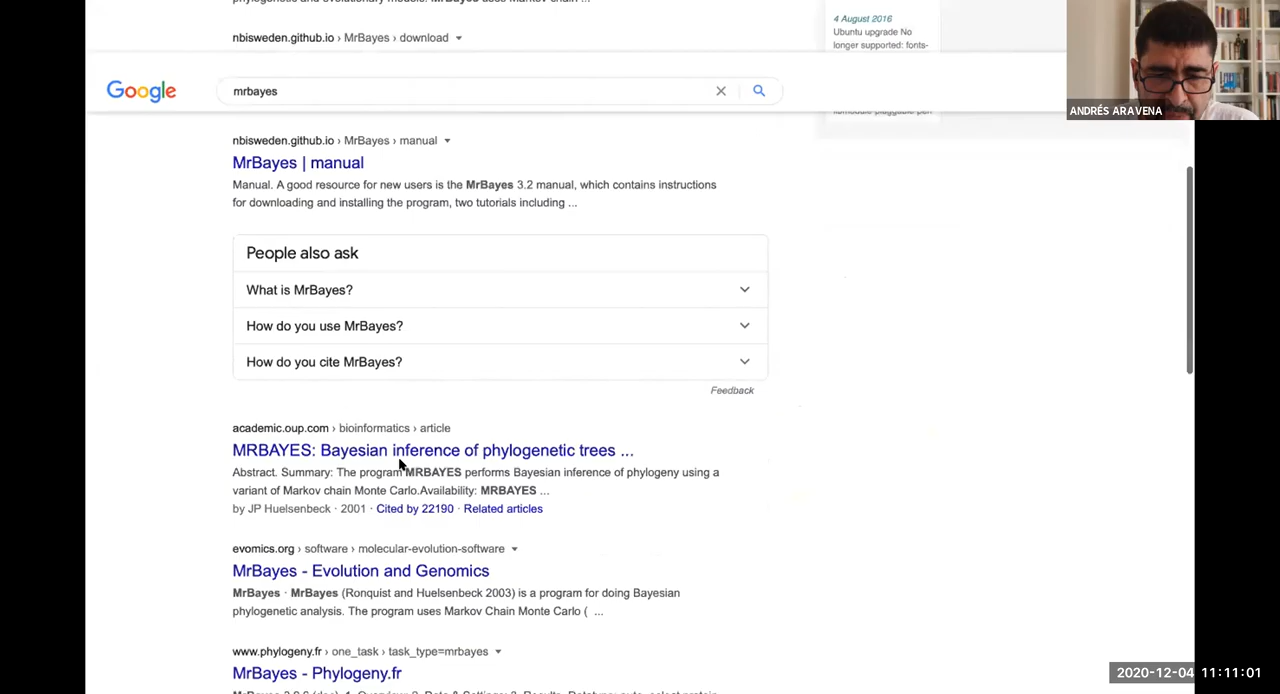 phylogenetic and evolutionary models. MrBayes uses Markov chain ...
nbisweden.github.io › MrBayes › download
4 August 2016
Ubuntu upgrade No
longer supported: fonts-
Google
mrbayes
ANDRÉS ARAVENA
nbisweden.github.io › MrBayes › manual
MrBayes | manual
Manual. A good resource for new users is the MrBayes 3.2 manual, which contains instructions
for downloading and installing the program, two tutorials including ...
People also ask
What is MrBayes?
How do you use MrBayes?
How do you cite MrBayes?
Feedback
academic.oup.com › bioinformatics › article
MRBAYES: Bayesian inference of phylogenetic trees ...
Abstract. Summary: The program MRBAYES performs Bayesian inference of phylogeny using a
variant of Markov chain Monte Carlo.Availability: MRBAYES ...
by JP Huelsenbeck · 2001 · Cited by 22190 · Related articles
evomics.org › software › molecular-evolution-software
MrBayes - Evolution and Genomics
MrBayes · MrBayes (Ronquist and Huelsenbeck 2003) is a program for doing Bayesian
phylogenetic analysis. The program uses Markov Chain Monte Carlo ( ...
www.phylogeny.fr › one_task › task_type=mrbayes
MrBayes - Phylogeny.fr
2020-12-04 11:11:01